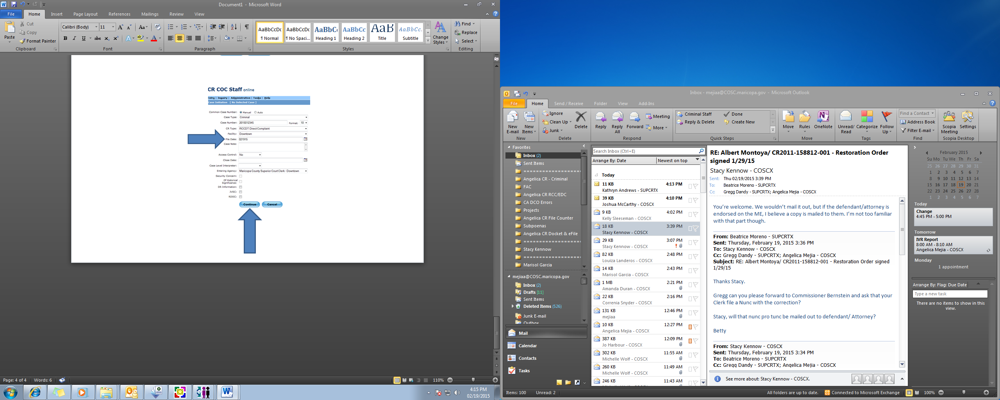 Document1 - Microsoft Word
File Home Insert Page Layout References Mailings Review View
Cut
Copy
Format Painter
Paste
Clipboard
Calibri (Body) 11
Font
Paragraph
AaBbCcDc AaBbCcDc AaBbC AaBbCc AaB AaBbCc.
¶ Normal ¶ No Spaci... Heading 1 Heading 2 Title Subtitle
Change Styles
Styles
Find
Replace
Select
Editing
CR COC Staff online
Entry | Inquiry | Administrative | Tasks | Help
Case Initiation [ No Selected Case ]
Common Case Number: Manual Auto
Case Type: Criminal
Case Number: 2015012345 Format: 10
CR Type: RCCDT Direct Complaint
Facility: Downtown
File Date: 021915
Case Note:
Access Control: No
Close Date:
Case Level Interpreter:
Entering Agency: Maricopa County Superior Court Clerk - Downtown
Security Concern:
Of Historical
Significance:
DR Information:
JVSC:
RDOC:
Continue Cancel
Page: 4 of 4 Words: 6 110%
4:15 PM
02/19/2015
Inbox - mejiaa@COSC.maricopa.gov - Microsoft Outlook
File Home Send / Receive Folder View Add-Ins
New E-mail
New Items
New
Ignore
Clean Up
Junk
Delete
Delete
Reply
Reply All
Forward
Meeting
More
Respond
Criminal Staff Done
Reply & Delete Create New
Quick Steps
Move
Rules
OneNote
Move
Unread/ Read
Categorize
Follow Up
Tags
Find a Contact
Address Book
Filter E-mail
Find
Scopia Meeting
Settings
Scopia Desktop
Favorites
Inbox (2)
Sent Items
=====================
Angelica CR - Criminal
FAC
Angelica CR RCC/EDC
CA DCO Errors
Projects
Angelica CR File Counter
Subpoenas
Angelica CR Docket & eFile
=====================
Stacy Kennow
=====================
Marisol Garcia
mejiaa@COSC.maricopa.gov
Inbox (2)
Drafts [11]
Sent Items
Deleted Items (526)
Junk E-mail
Outbox
Mail
Calendar
Contacts
Tasks
Search Inbox (Ctrl+E)
Arrange By: Date Newest on top
Today
11 KB 4:13 PM
Kathryn Andrews - SUPCRTX
39 KB 4:10 PM
Joshua McCarthy - COSCX
9 KB 4:02 PM
Kelly Sleeseman - COSCX
18 KB 3:39 PM
Stacy Kennow - COSCX
29 KB 3:07 PM
Stacy Kennow - COSCX
82 KB 2:48 PM
Louiza Landeros - COSCX
14 KB 2:43 PM
Marisol Garcia - COSCX
1 MB 2:21 PM
Amanda Duran - COSCX
22 KB 2:16 PM
Correnia Snyder - COSCX
131 KB 12:46 PM
mejiaa
10 KB 12:27 PM
Angelica Mejia - COSCX
387 KB 12:09 PM
Jo Harbour - COSCX
302 KB 11:55 AM
Michelle Wolf - COSCX
260 KB 11:49 AM
Michelle Wolf - COSCX
246 KB 11:43 AM
RE: Albert Montoya/ CR2011-158812-001 - Restoration Order
signed 1/29/15
Stacy Kennow - COSCX
Sent: Thu 02/19/2015 3:39 PM
To: Beatrice Moreno - SUPCRTX
Cc: Gregg Dandy - SUPCRTX; Angelica Mejia - COSCX
You're welcome. We wouldn't mail it out, but if the defendant/attorney is
endorsed on the ME, I believe a copy is mailed to them. I'm not too familiar
with that part though.
From: Beatrice Moreno - SUPCRTX
Sent: Thursday, February 19, 2015 3:36 PM
To: Stacy Kennow - COSCX
Cc: Gregg Dandy - SUPCRTX; Angelica Mejia - COSCX
Subject: RE: Albert Montoya/ CR2011-158812-001 - Restoration Order signed
1/29/15
Thanks Stacy.
Gregg can you please forward to Commissioner Bernstein and ask that your
Clerk file a Nunc with the correction?
Stacy, will that nunc pro tunc be mailed out to defendant/ Attorney?
Betty
From: Stacy Kennow - COSCX
Sent: Thursday, February 19, 2015 3:34 PM
To: Beatrice Moreno - SUPCRTX
Cc: Gregg Dandy - SUPCRTX; Angelica Mejia - COSCX
See more about: Stacy Kennow - COSCX.
February 2015
Su Mo Tu We Th Fr Sa
25 26 27 28 29 30 31
1 2 3 4 5 6 7
8 9 10 11 12 13 14
15 16 17 18 19 20 21
22 23 24 25 26 27 28
1 2 3 4 5 6 7
Today
Change
4:45 PM - 5:00 PM
Tomorrow
IVR Report
8:00 AM - 8:10 AM
Angelica Mejia - COSCX
Monday
1 appointment
Arrange By: Flag: Due Date
Type a new task
There are no items to show in this
view.
Items: 100 Unread: 2 All folders are up to date. Connected to Microsoft Exchange 100%